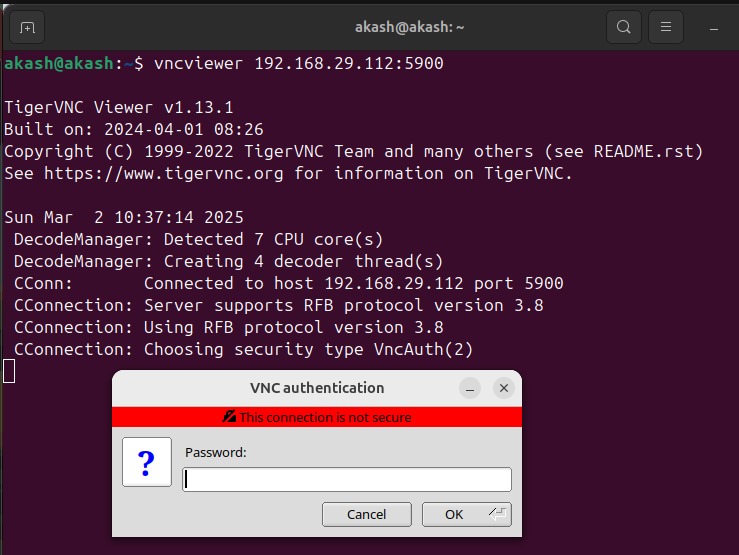 akash@akash: ~
akash@akash:~$ vncviewer 192.168.29.112:5900
TigerVNC Viewer v1.13.1
Built on: 2024-04-01 08:26
Copyright (C) 1999-2022 TigerVNC Team and many others (see README.rst)
See https://www.tigervnc.org for information on TigerVNC.
Sun Mar  2 10:37:14 2025
 DecodeManager: Detected 7 CPU core(s)
 DecodeManager: Creating 4 decoder thread(s)
 CConn:       Connected to host 192.168.29.112 port 5900
 CConnection: Server supports RFB protocol version 3.8
 CConnection: Using RFB protocol version 3.8
 CConnection: Choosing security type VncAuth(2)
VNC authentication
This connection is not secure
?
Password:
Cancel
OK